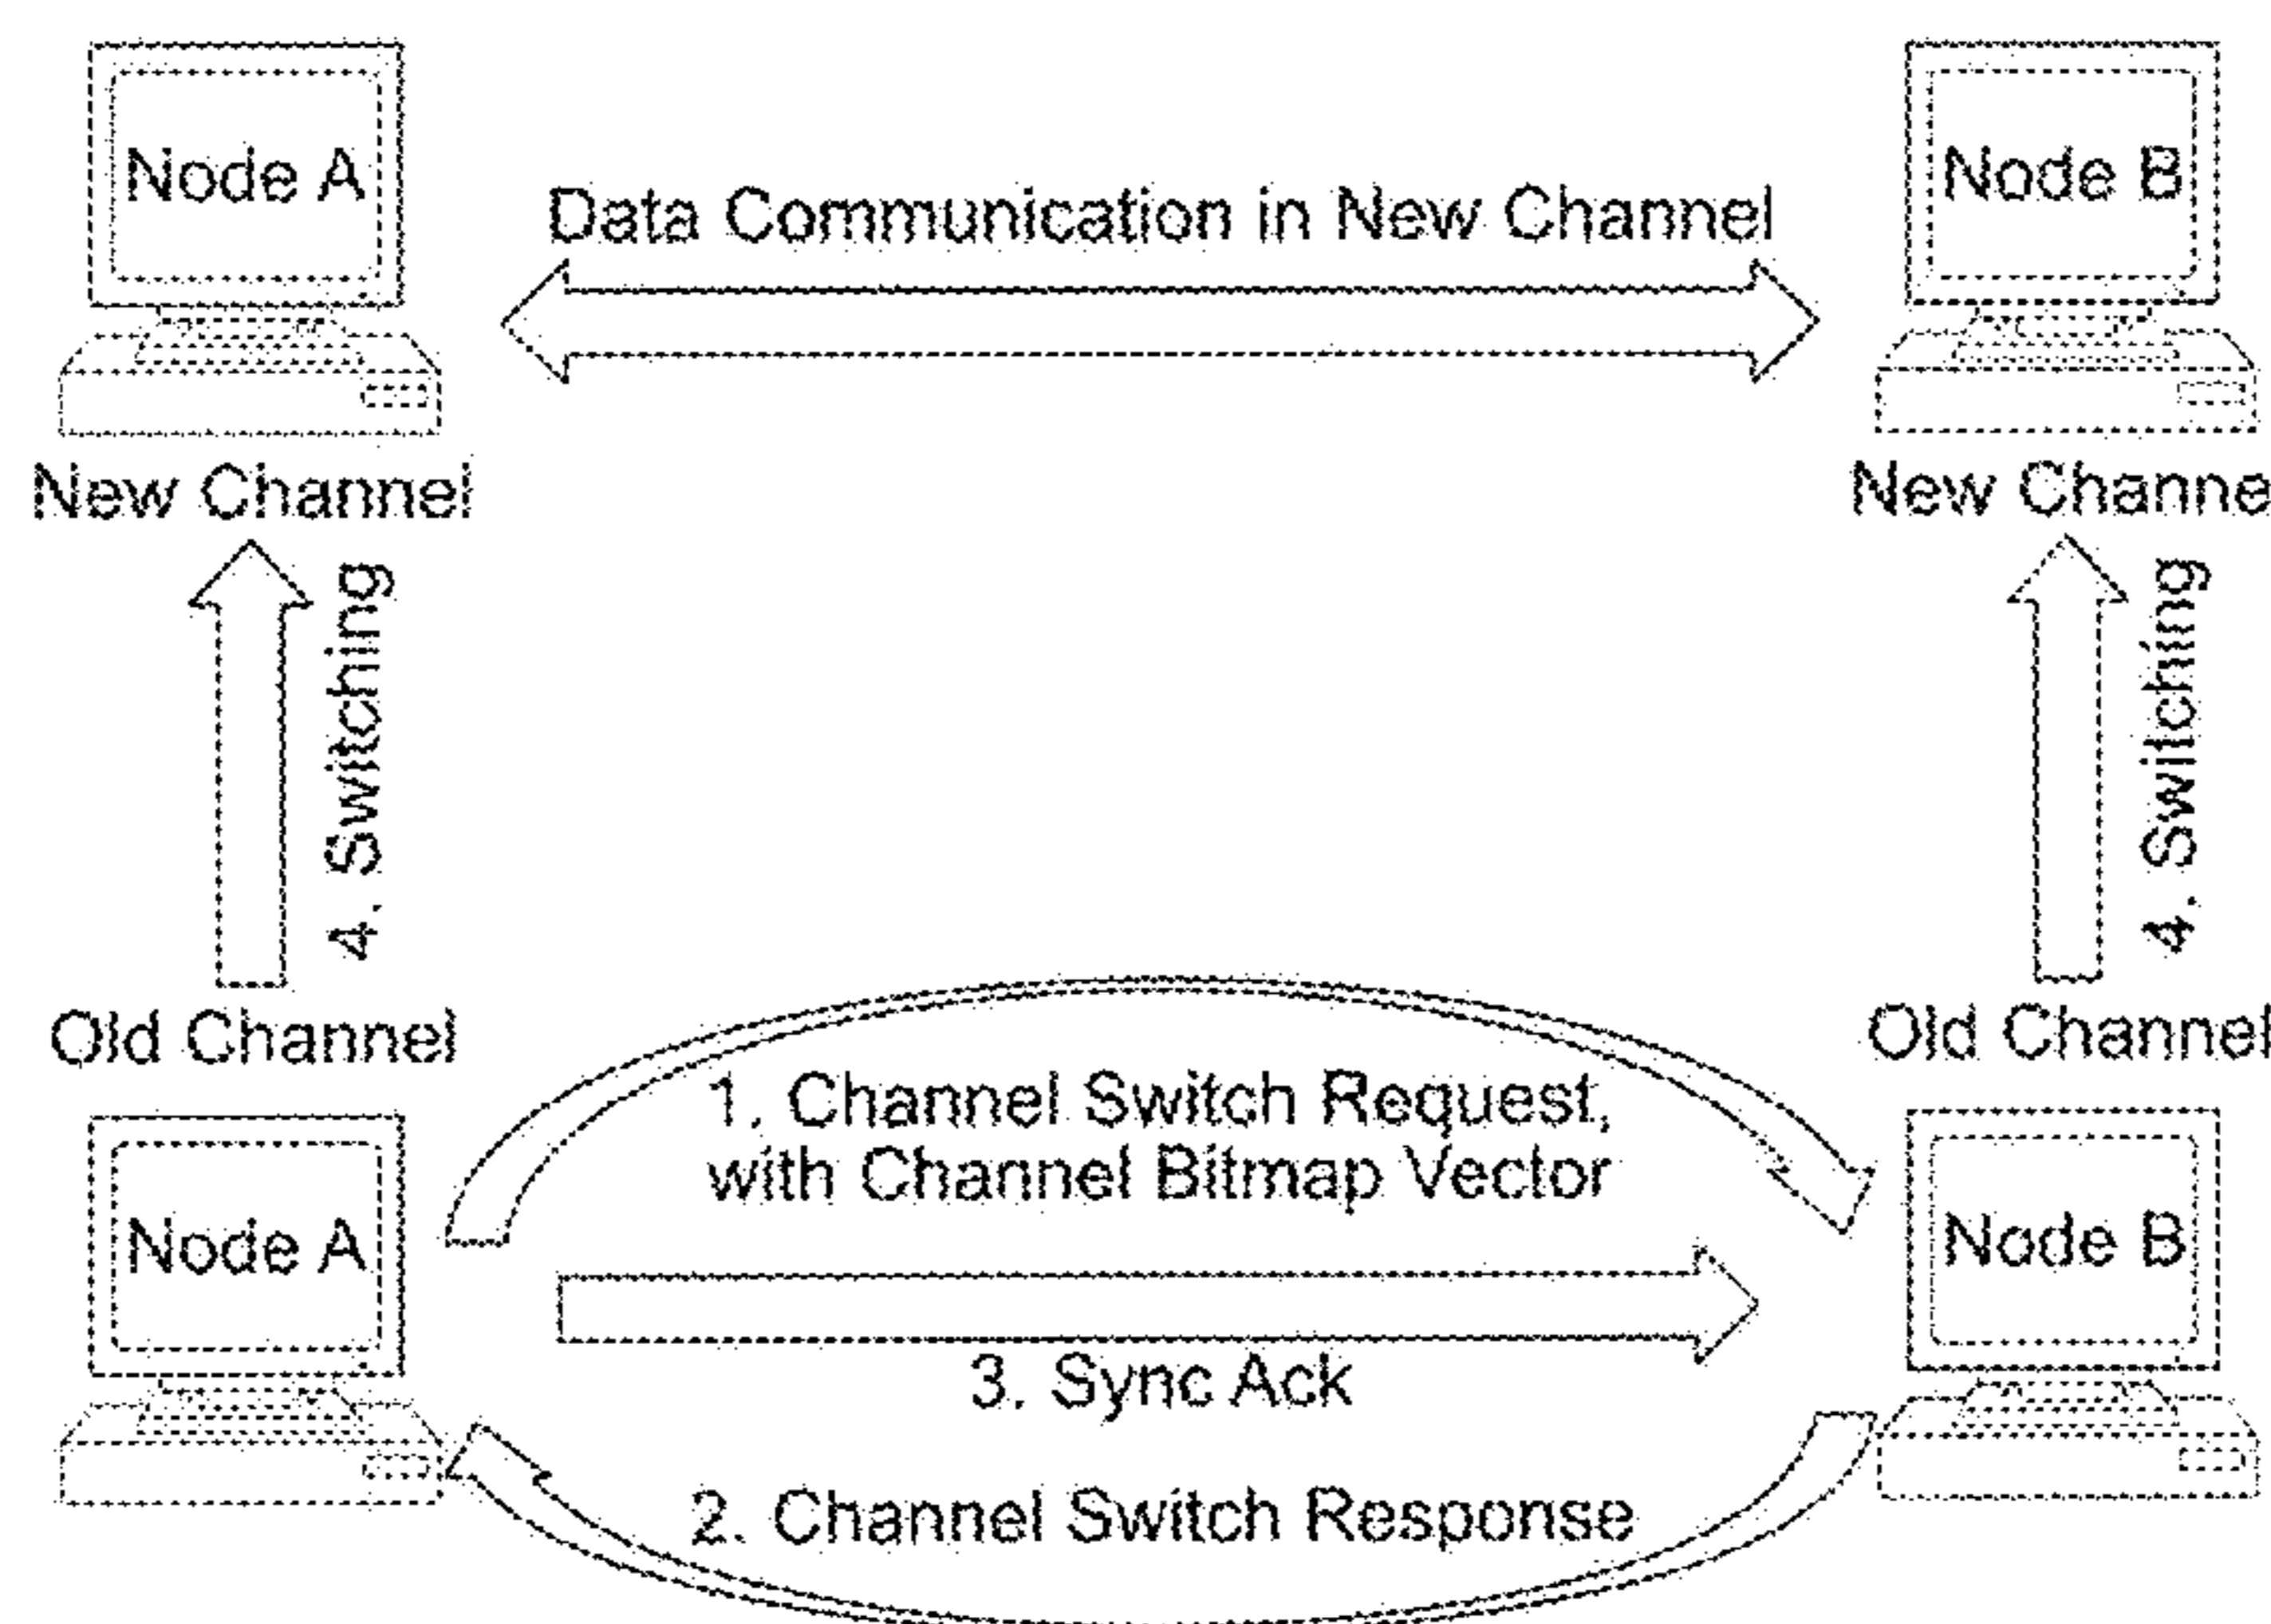 Node A
Node B
Data Communication in New Channel
New Channel
New Channe
4. Switching
4. Switching
Old Channel
Old Channel
1. Channel Switch Request,
with Channel Bitmap Vector
Node A
Node B
3. Sync Ack
2. Channel Switch Response